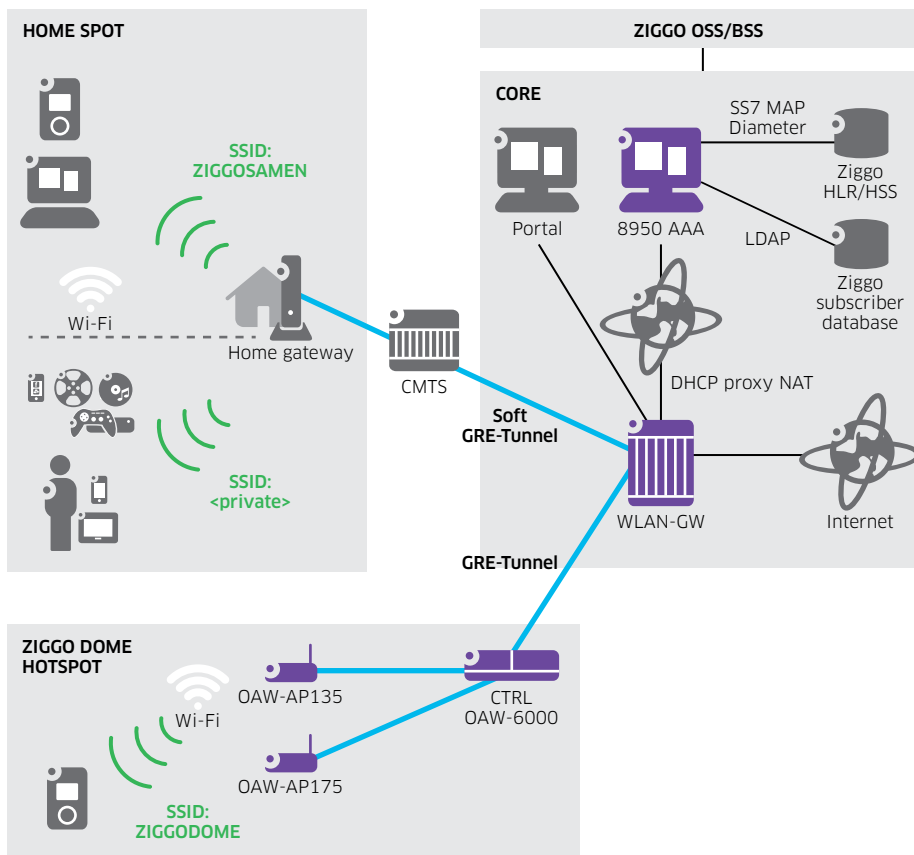 HOME SPOT
SSID:
ZIGGOSAMEN
Wi-Fi
Home gateway
SSID:
<private>
CMTS
Soft
GRE-Tunnel
ZIGGO OSS/BSS
CORE
SS7 MAP
Diameter
Portal
8950 AAA
Ziggo
HLR/HSS
LDAP
Ziggo
subscriber
database
DHCP proxy NAT
WLAN-GW
Internet
GRE-Tunnel
ZIGGO DOME
HOTSPOT
Wi-Fi
OAW-AP135
CTRL
OAW-6000
OAW-AP175
SSID:
ZIGGODOME